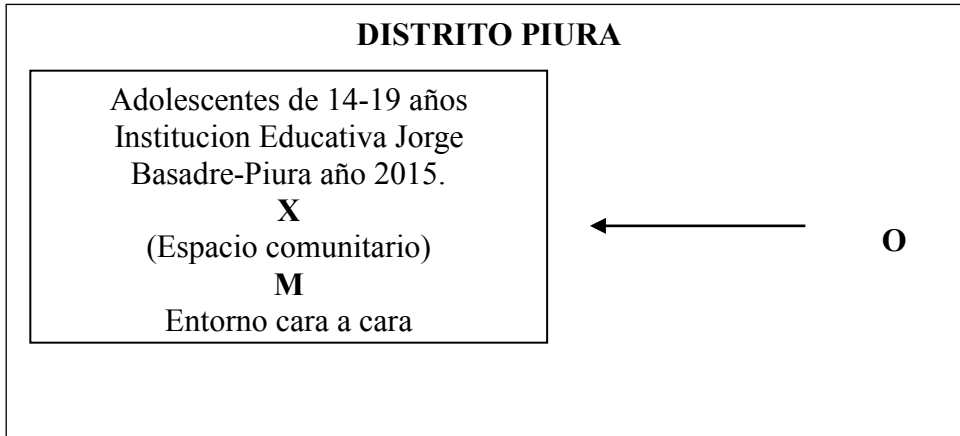 DISTRITO PIURA
Adolescentes de 14-19 años
Institucion Educativa Jorge
Basadre-Piura año 2015.
X
(Espacio comunitario)
O
M
Entorno cara a cara